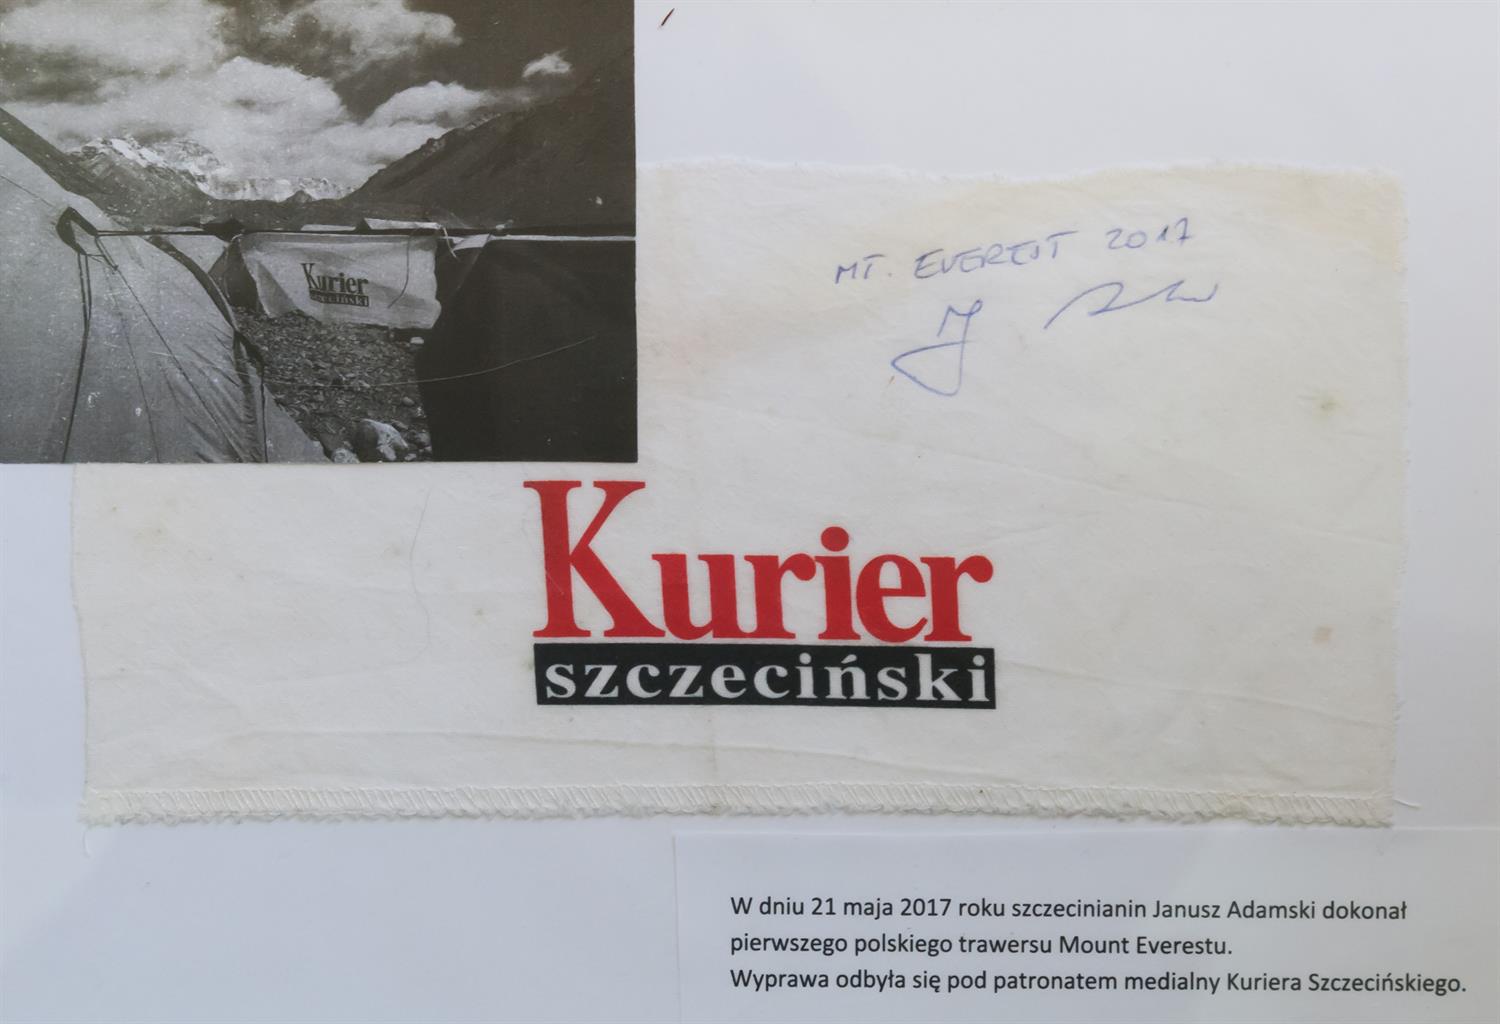 Kurier
szczeciński
MT. EVEREST 2017
Kurier
szczeciński
W dniu 21 maja 2017 roku szczecinianin Janusz Adamski dokonał
pierwszego polskiego trawersu Mount Everestu.
Wyprawa odbyła się pod patronatem medialny Kuriera Szczecińskiego.